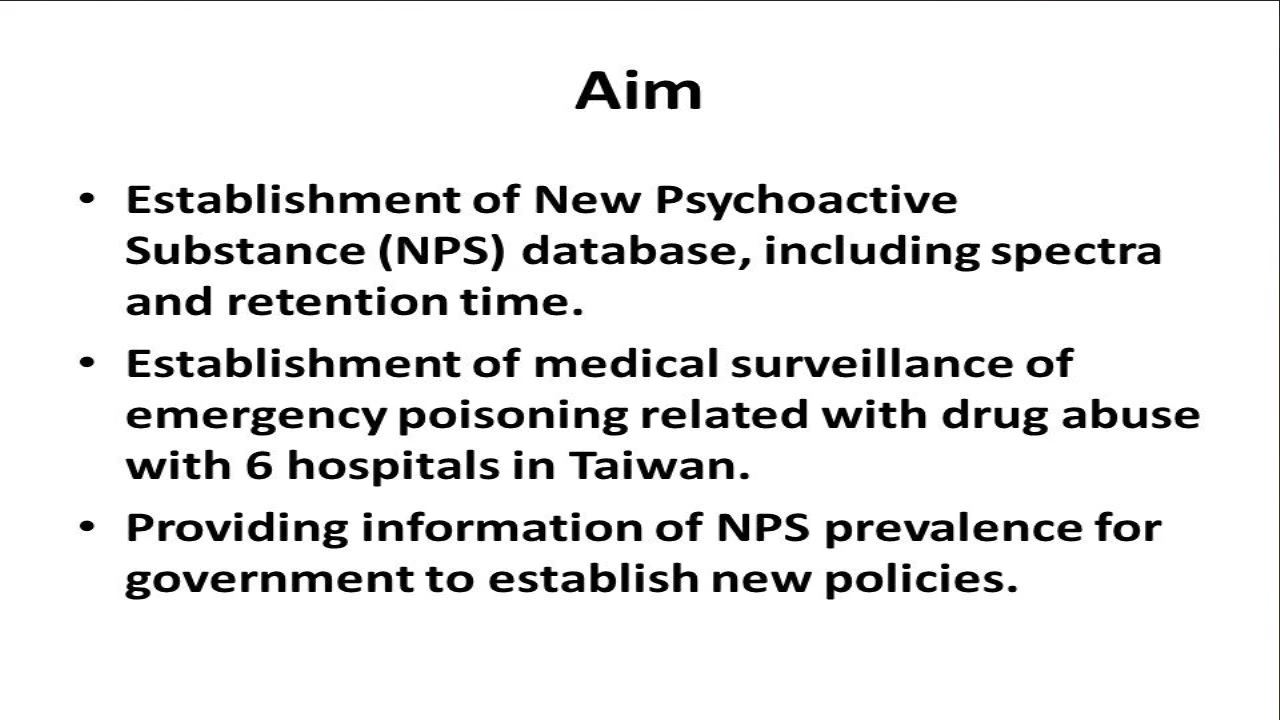 Aim
• Establishment of New Psychoactive
Substance (NPS) database, including spectra
and retention time.
• Establishment of medical surveillance of
emergency poisoning related with drug abuse
with 6 hospitals in Taiwan.
• Providing information of NPS prevalence for
government to establish new policies.